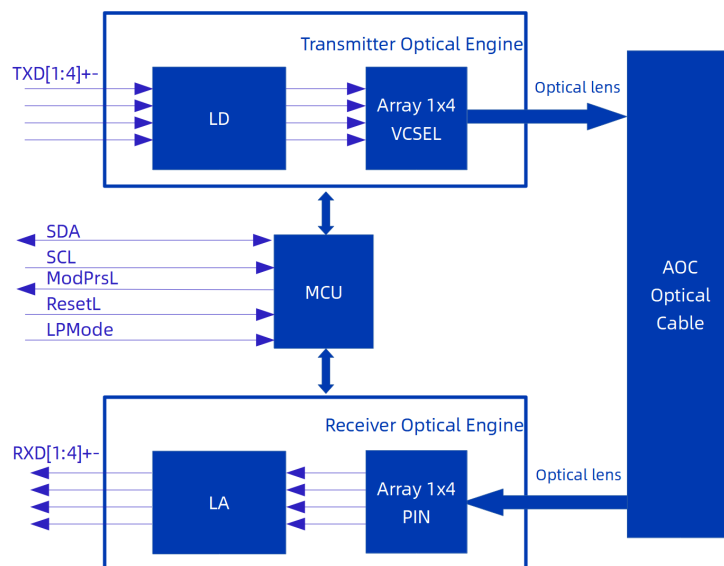 Transmitter Optical Engine
TXD[1:4]+-
LD
Array 1x4
VCSEL
Optical lens
SDA
SCL
ModPrsL
ResetL
LPMode
MCU
AOC
Optical
Cable
Receiver Optical Engine
RXD[1:4]+-
LA
Array 1x4
PIN
Optical lens